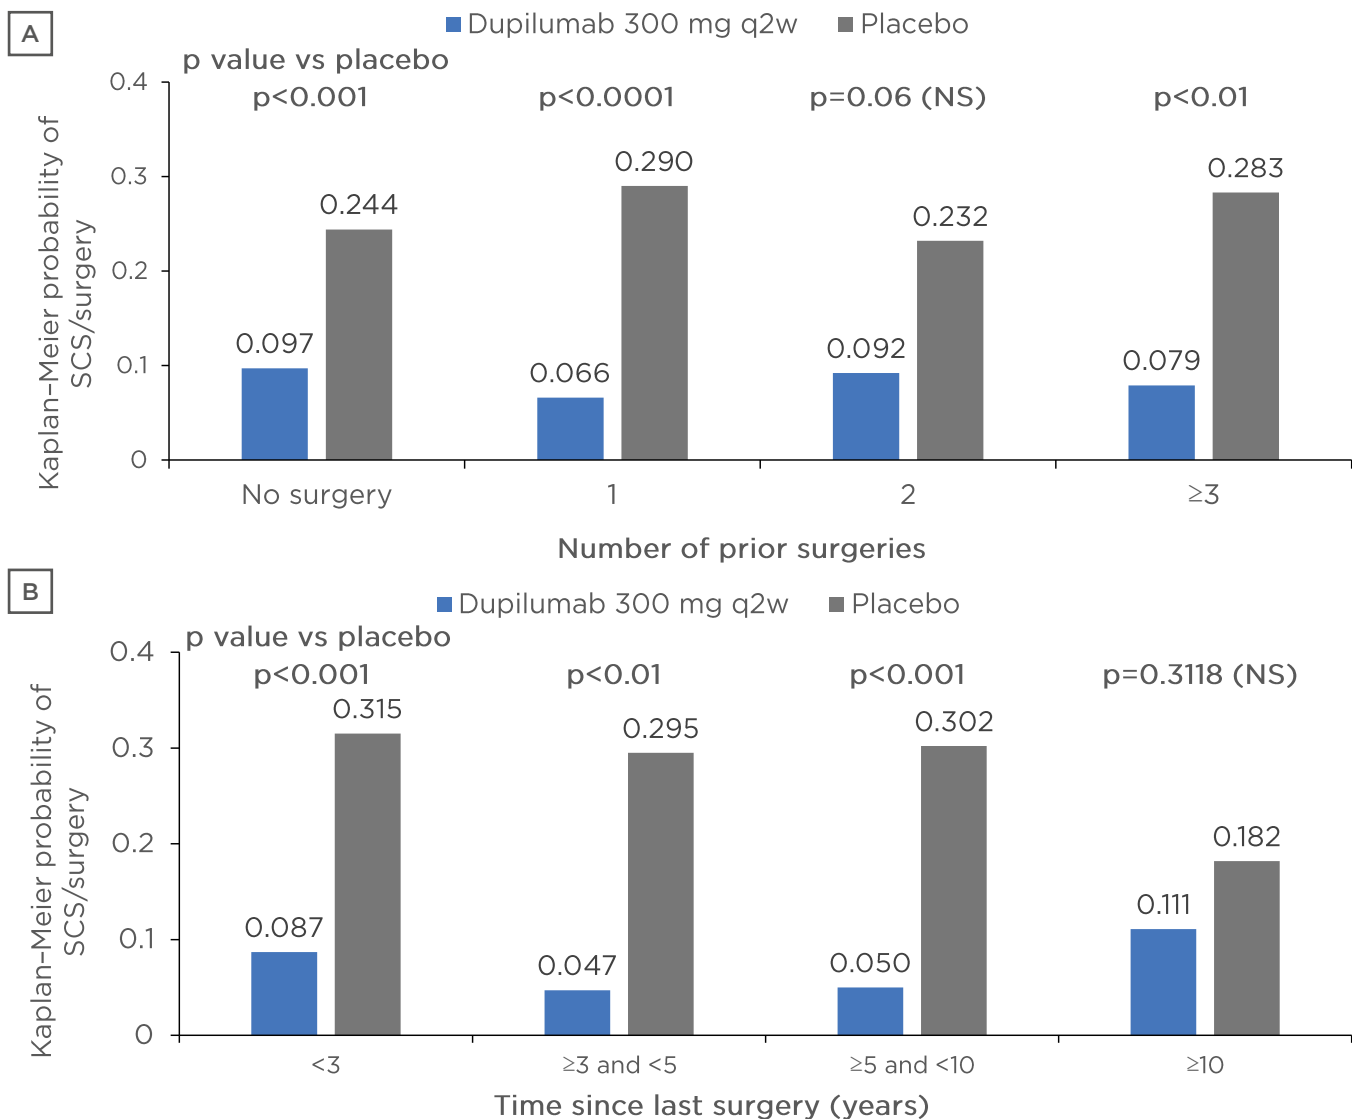 A
Dupilumab 300 mg q2w Placebo
p value vs placebo
p<0.001 p<0.0001 p=0.06 (NS) p<0.01
Kaplan–Meier probability of
SCS/surgery
0.4
0.3
0.2
0.1
0
0.097 0.244 0.066 0.290 0.092 0.232 0.079 0.283
No surgery 1 2 ≥3
Number of prior surgeries
B
Dupilumab 300 mg q2w Placebo
p value vs placebo
p<0.001 p<0.01 p<0.001 p=0.3118 (NS)
Kaplan–Meier probability of
SCS/surgery
0.4
0.3
0.2
0.1
0
0.087 0.315 0.047 0.295 0.050 0.302 0.111 0.182
<3 ≥3 and <5 ≥5 and <10 ≥10
Time since last surgery (years)